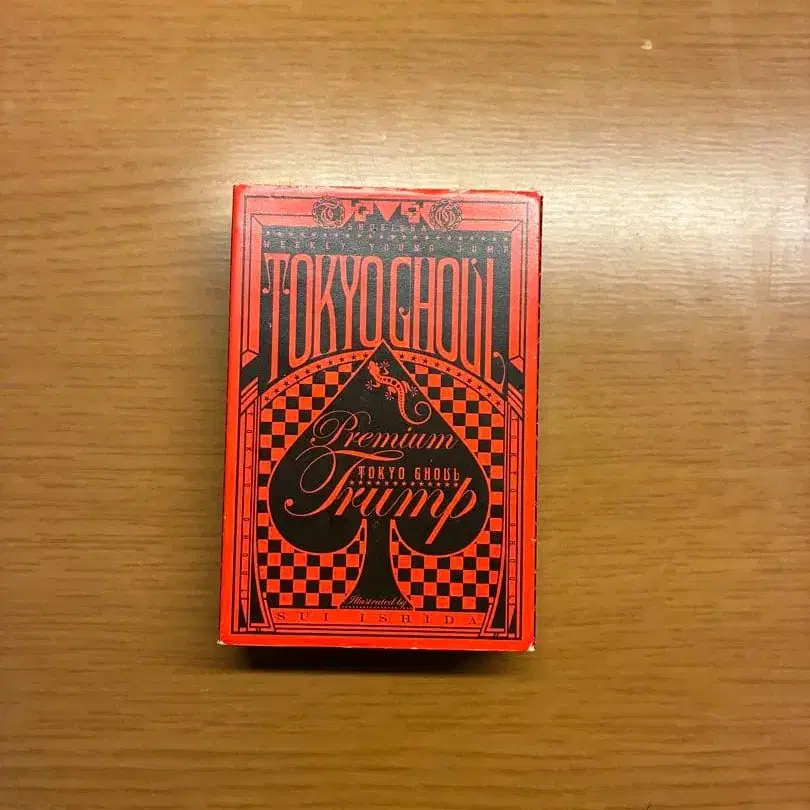 SHUEISHA
WEEKLY YOUNG JUMP
TOKYO GHOUL
Premium
TOKYO GHOUL
Trump
Illustrated by
SUI ISHIDA